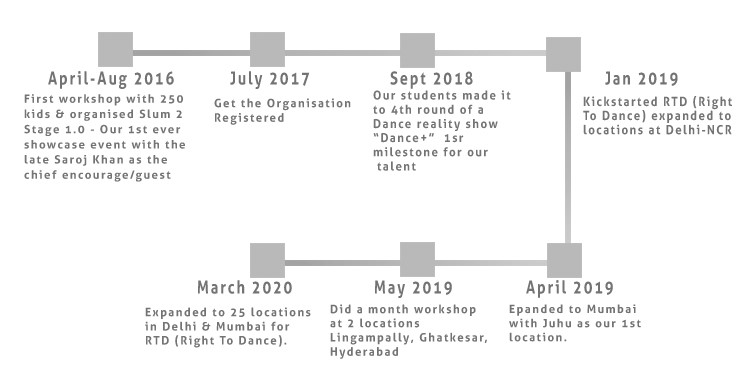 April-Aug 2016
First workshop with 250
kids & organised Slum 2
Stage 1.0 - Our 1st ever
showcase event with the
late Saroj Khan as the
chief encourage/guest
July 2017
Get the Organisation
Registered
Sept 2018
Our students made it
to 4th round of a
Dance reality show
“Dance+” 1sr
milestone for our
talent
Jan 2019
Kickstarted RTD (Right
To Dance) expanded to
locations at Delhi-NCR
March 2020
Expanded to 25 locations
in Delhi & Mumbai for
RTD (Right To Dance).
May 2019
Did a month workshop
at 2 locations
Lingampally, Ghatkesar,
Hyderabad
April 2019
Epanded to Mumbai
with Juhu as our 1st
location.